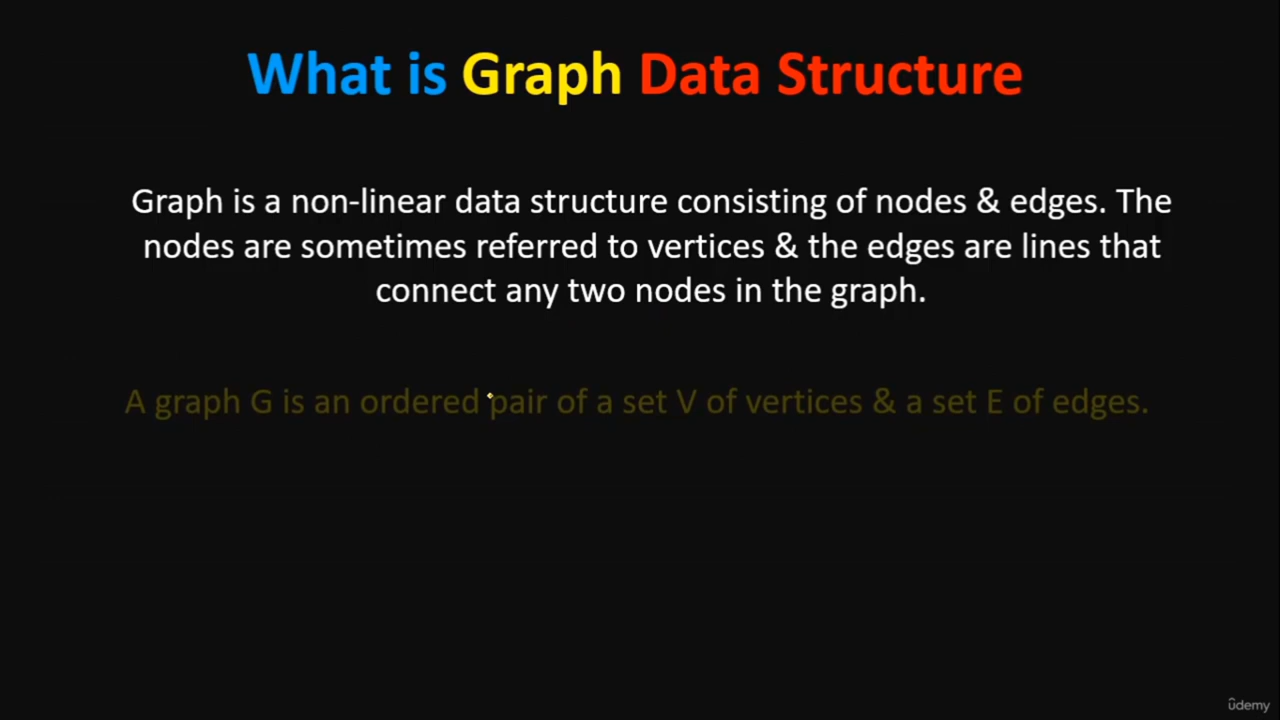 What is Graph Data Structure
Graph is a non-linear data structure consisting of nodes & edges. The
nodes are sometimes referred to vertices & the edges are lines that
connect any two nodes in the graph.
A graph G is an ordered pair of a set V of vertices & a set E of edges.
ûdemy